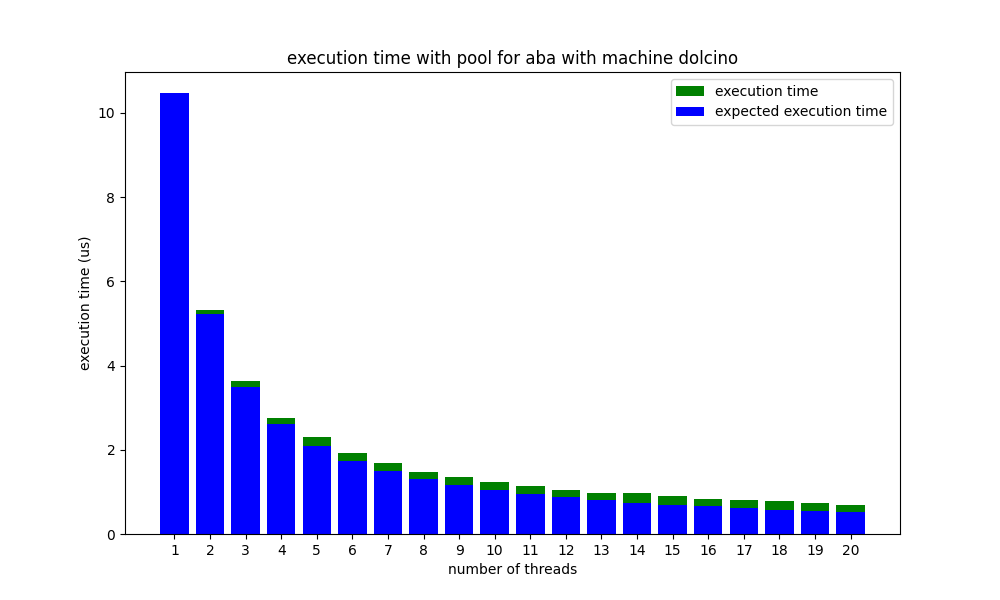 execution time with pool for aba with machine dolcino
execution time
expected execution time
10
8
6
4
2
0
execution time (us)
1 2 3 4 5 6 7 8 9 10 11 12 13 14 15 16 17 18 19 20
number of threads